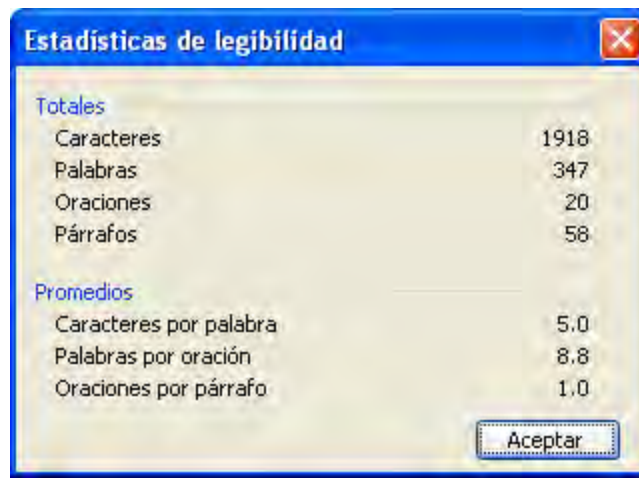 Estadísticas de legibilidad
Totales
Caracteres 1918
Palabras 347
Oraciones 20
Párrafos 58
Promedios
Caracteres por palabra 5.0
Palabras por oración 8.8
Oraciones por párrafo 1.0
Aceptar